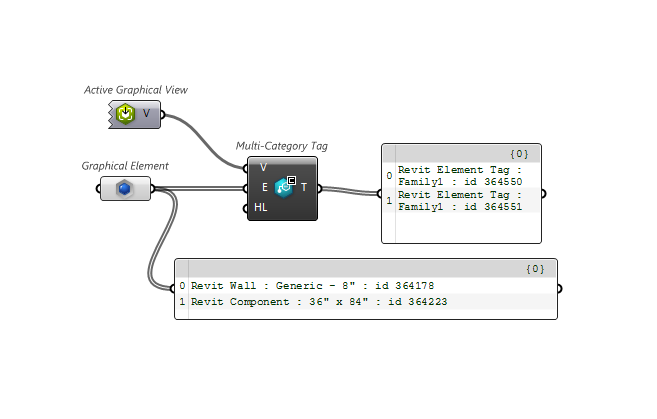 Active Graphical View
V
Multi-Category Tag
Graphical Element
V
E
T
HL
{0}
0 Revit Element Tag :
Family1 : id 364550
1 Revit Element Tag :
Family1 : id 364551
{0}
0 Revit Wall : Generic - 8" : id 364178
1 Revit Component : 36" x 84" : id 364223